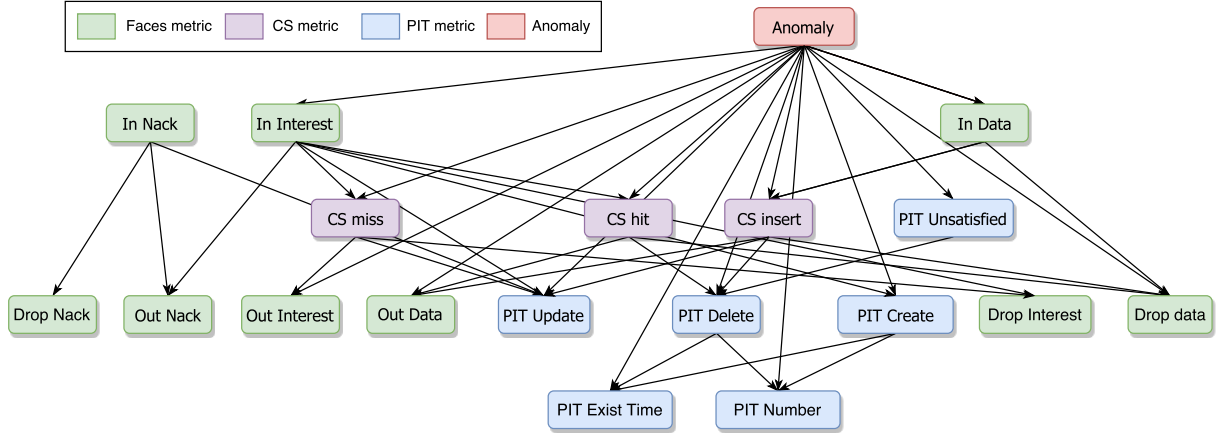 Faces metric CS metric PIT metric Anomaly
Anomaly
In Nack In Interest In Data
CS miss CS hit CS insert PIT Unsatisfied
Drop Nack Out Nack Out Interest Out Data PIT Update PIT Delete PIT Create Drop Interest Drop data
PIT Exist Time PIT Number